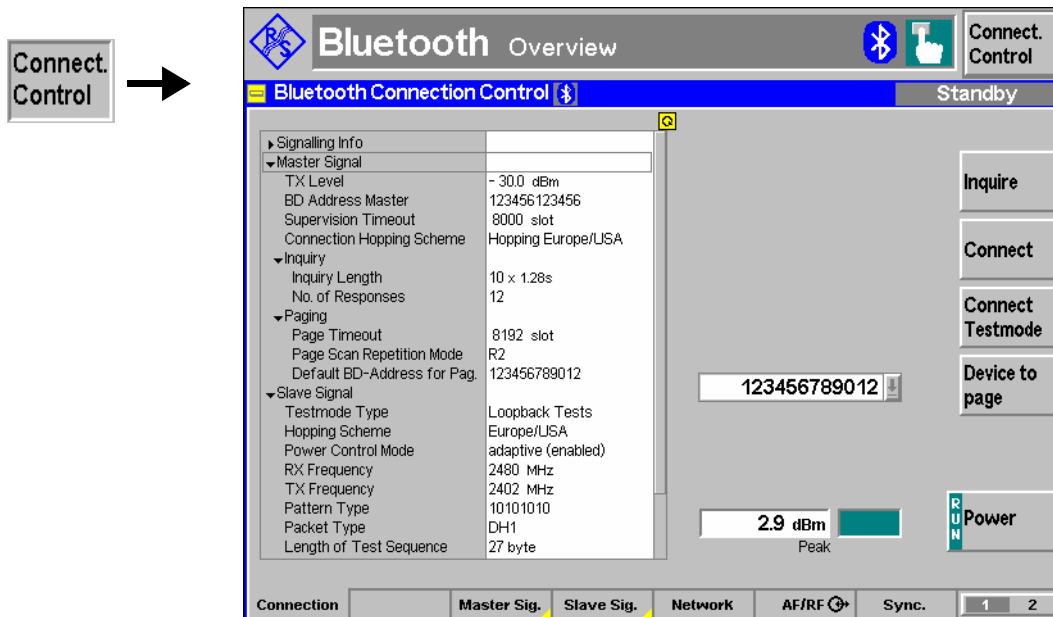 Connect.
Control
R
S
Bluetooth Overview
Connect.
Control
Bluetooth Connection Control
Standby
Signalling Info
Master Signal
TX Level - 30.0 dBm
BD Address Master 123456123456
Supervision Timeout 8000 slot
Connection Hopping Scheme Hopping Europe/USA
Inquiry
Inquiry Length 10 x 1.28s
No. of Responses 12
Paging
Page Timeout 8192 slot
Page Scan Repetition Mode R2
Default BD-Address for Pag. 123456789012
Slave Signal
Testmode Type Loopback Tests
Hopping Scheme Europe/USA
Power Control Mode adaptive (enabled)
RX Frequency 2480 MHz
TX Frequency 2402 MHz
Pattern Type 10101010
Packet Type DH1
Length of Test Sequence 27 byte
123456789012
2.9 dBm
Peak
Inquire
Connect
Connect
Testmode
Device to
page
RUN
Power
Connection Master Sig. Slave Sig. Network AF/RF Sync. 1 2